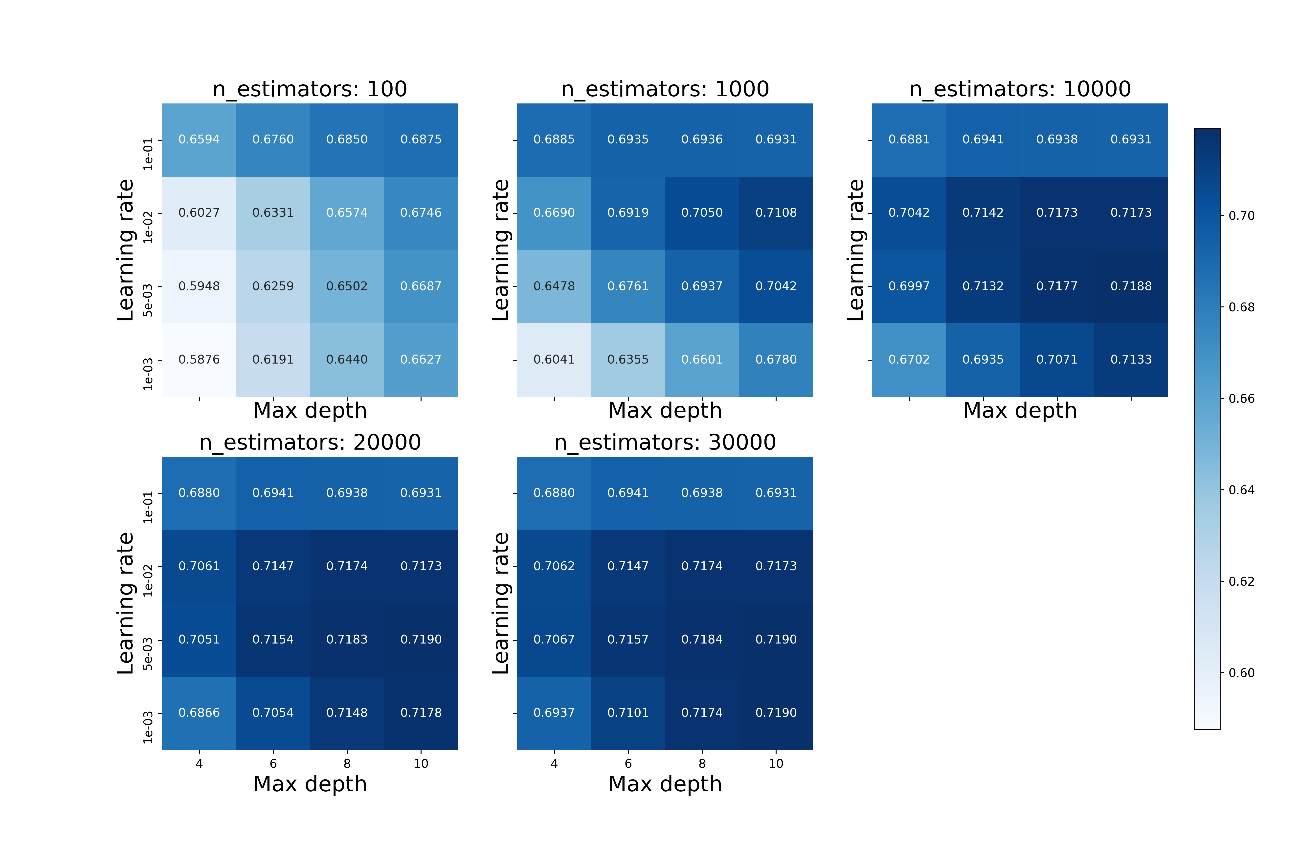 n_estimators: 100
n_estimators: 1000
n_estimators: 10000
Learning rate
1e-01
1e-02
5e-03
1e-03
0.6594 0.6760 0.6850 0.6875
0.6027 0.6331 0.6574 0.6746
0.5948 0.6259 0.6502 0.6687
0.5876 0.6191 0.6440 0.6627
Max depth
Learning rate
0.6885 0.6935 0.6936 0.6931
0.6690 0.6919 0.7050 0.7108
0.6478 0.6761 0.6937 0.7042
0.6041 0.6355 0.6601 0.6780
Max depth
Learning rate
0.6881 0.6941 0.6938 0.6931
0.7042 0.7142 0.7173 0.7173
0.6997 0.7132 0.7177 0.7188
0.6702 0.6935 0.7071 0.7133
Max depth
n_estimators: 20000
n_estimators: 30000
Learning rate
1e-01
1e-02
5e-03
1e-03
0.6880 0.6941 0.6938 0.6931
0.7061 0.7147 0.7174 0.7173
0.7051 0.7154 0.7183 0.7190
0.6866 0.7054 0.7148 0.7178
4 6 8 10
Max depth
Learning rate
0.6880 0.6941 0.6938 0.6931
0.7062 0.7147 0.7174 0.7173
0.7067 0.7157 0.7184 0.7190
0.6937 0.7101 0.7174 0.7190
4 6 8 10
Max depth
0.70
0.68
0.66
0.64
0.62
0.60